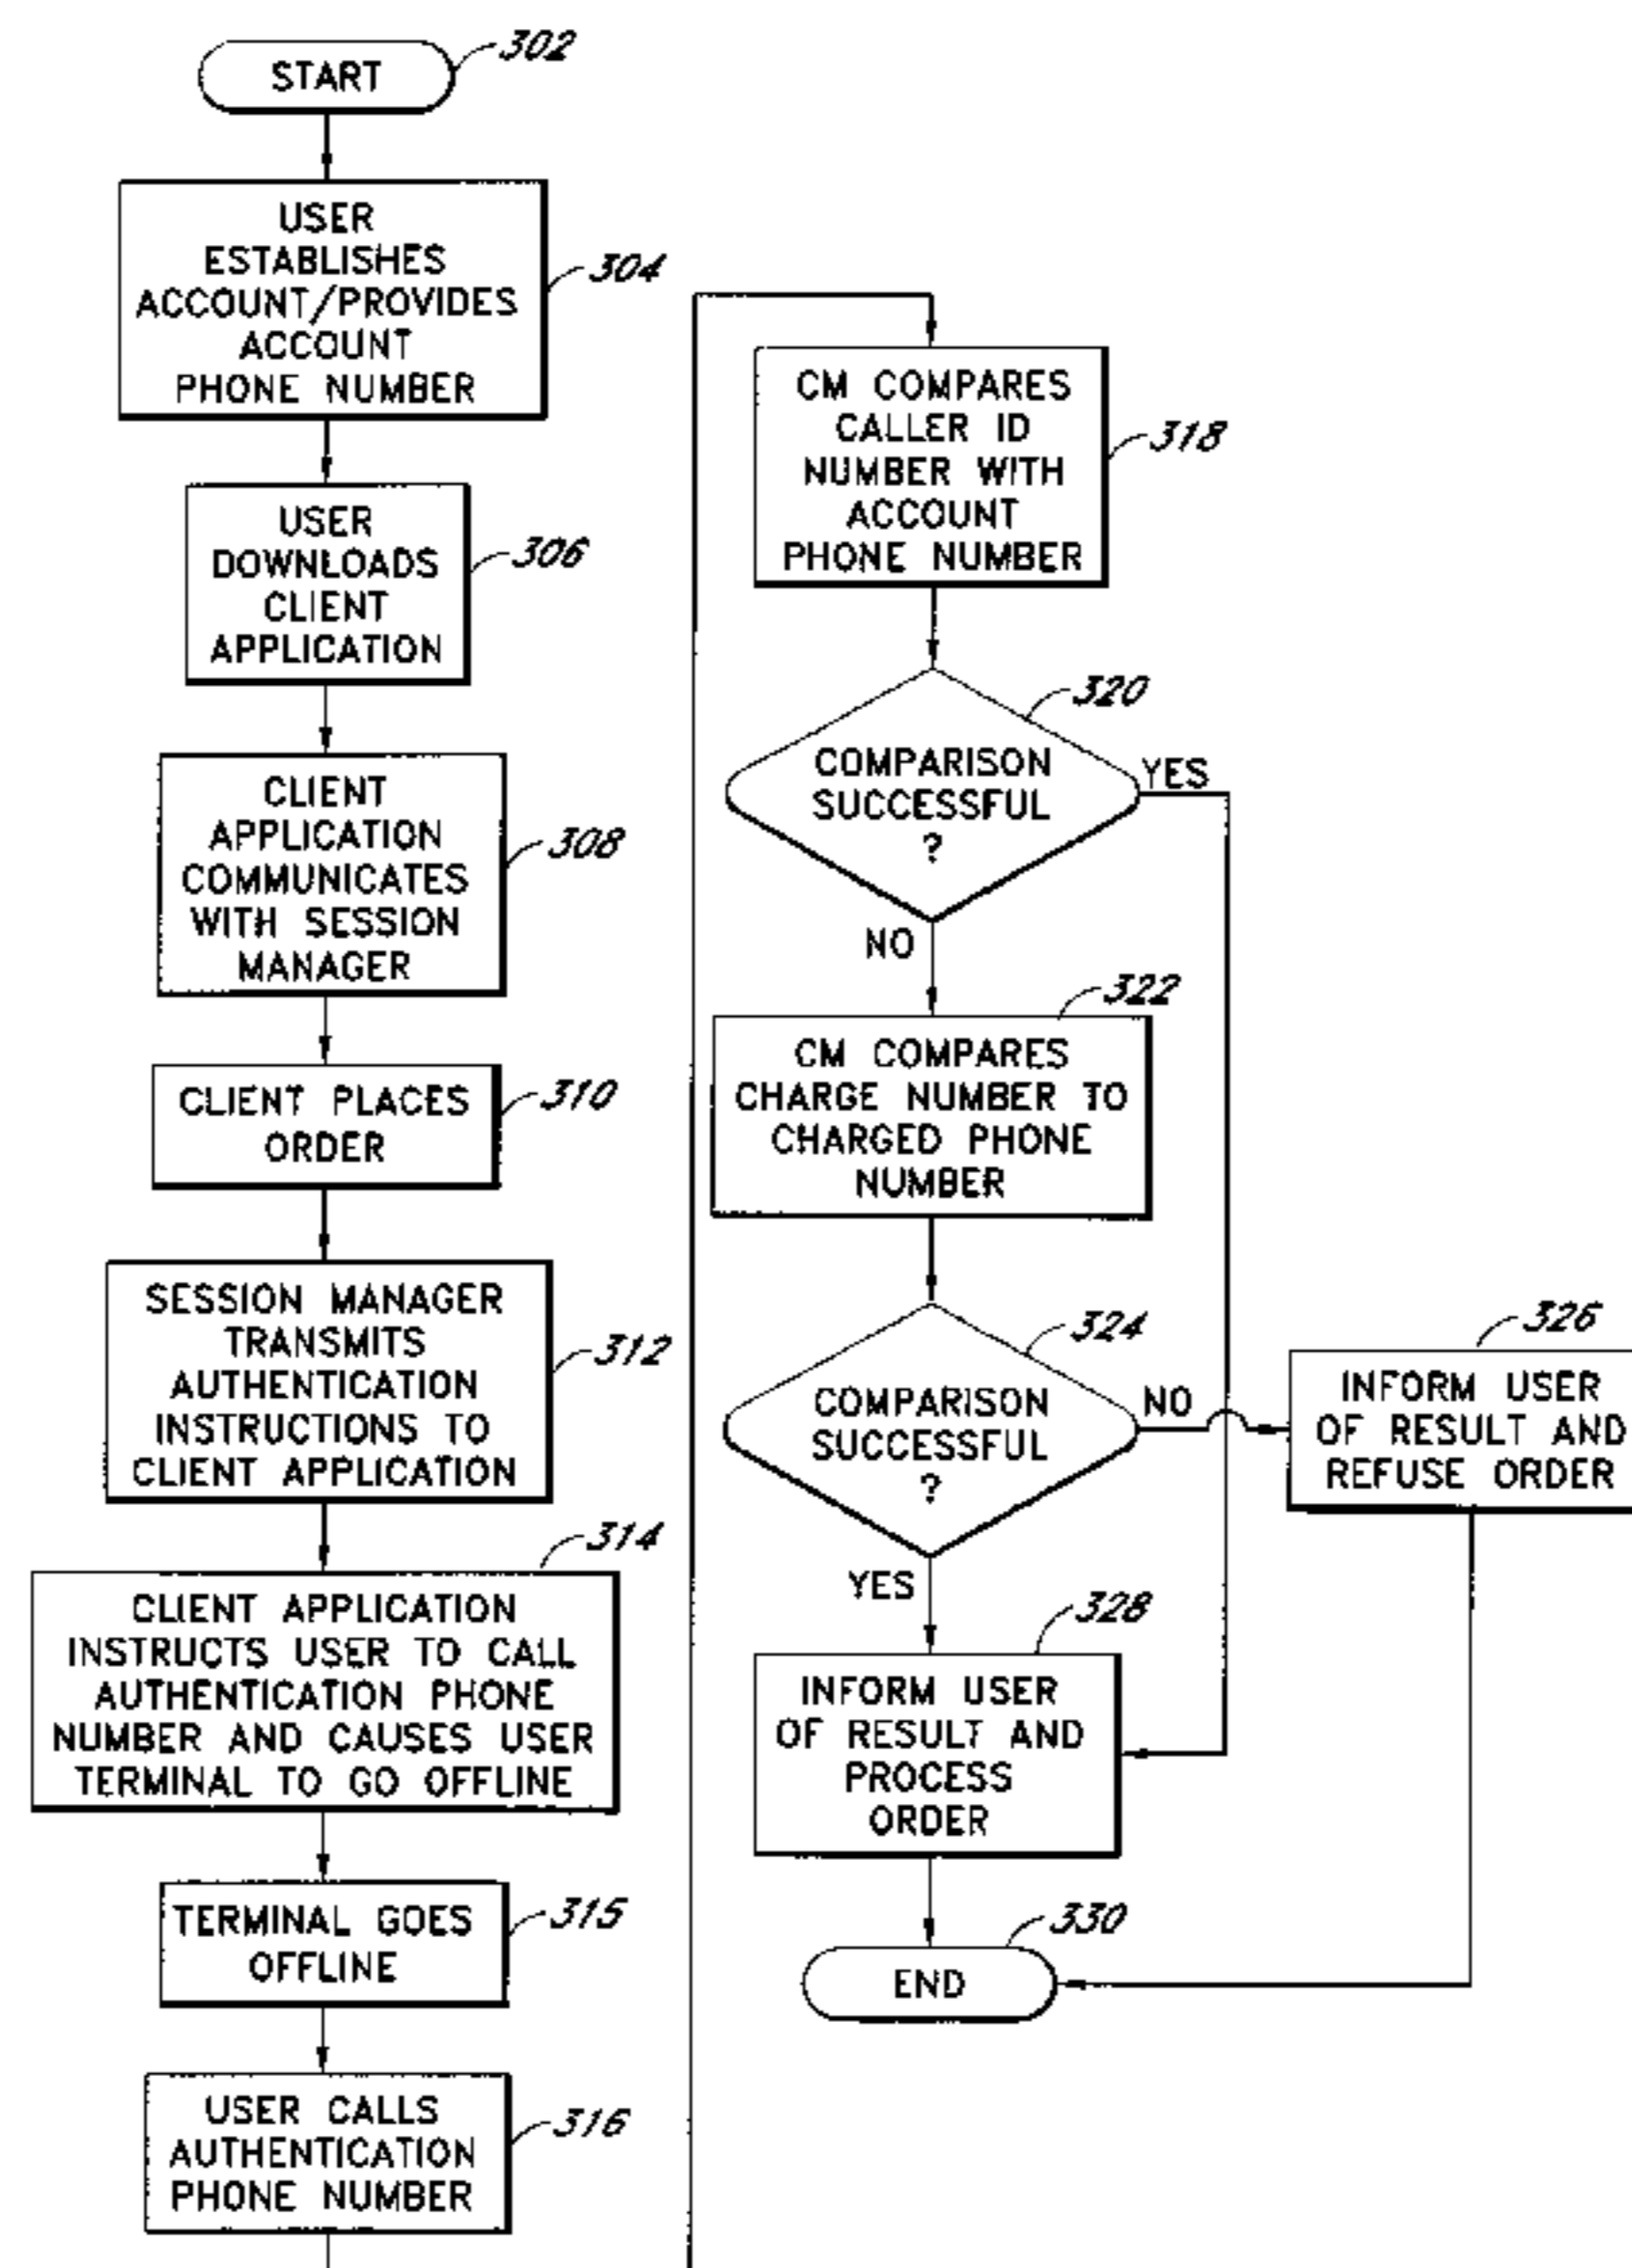 START
302
USER
ESTABLISHES
ACCOUNT/PROVIDES
ACCOUNT
PHONE NUMBER
304
USER
DOWNLOADS
CLIENT
APPLICATION
306
CLIENT
APPLICATION
COMMUNICATES
WITH SESSION
MANAGER
308
CLIENT PLACES
ORDER
310
SESSION MANAGER
TRANSMITS
AUTHENTICATION
INSTRUCTIONS TO
CLIENT APPLICATION
312
314
CLIENT APPLICATION
INSTRUCTS USER TO CALL
AUTHENTICATION PHONE
NUMBER AND CAUSES USER
TERMINAL TO GO OFFLINE
TERMINAL GOES
OFFLINE
315
USER CALLS
AUTHENTICATION
PHONE NUMBER
316
CM COMPARES
CALLER ID
NUMBER WITH
ACCOUNT
PHONE NUMBER
318
320
COMPARISON
SUCCESSFUL
?
YES
NO
322
CM COMPARES
CHARGE NUMBER TO
CHARGED PHONE
NUMBER
324
COMPARISON
SUCCESSFUL
?
NO
YES
326
INFORM USER
OF RESULT AND
REFUSE ORDER
328
INFORM USER
OF RESULT AND
PROCESS
ORDER
330
END